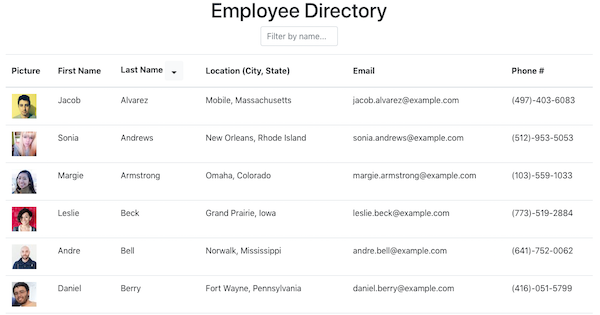 Employee Directory
Filter by name...
Picture First Name Last Name Location (City, State) Email Phone #
Jacob Alvarez Mobile, Massachusetts jacob.alvarez@example.com (497)-403-6083
Sonia Andrews New Orleans, Rhode Island sonia.andrews@example.com (512)-953-5053
Margie Armstrong Omaha, Colorado margie.armstrong@example.com (103)-559-1033
Leslie Beck Grand Prairie, Iowa leslie.beck@example.com (773)-519-2884
Andre Bell Norwalk, Mississippi andre.bell@example.com (641)-752-0062
Daniel Berry Fort Wayne, Pennsylvania daniel.berry@example.com (416)-051-5799